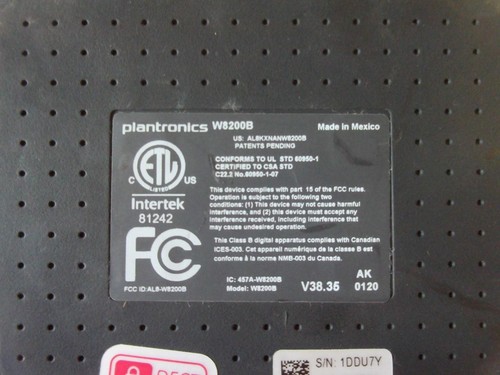 plantronics W8200B Made in Mexico
US: AL8KXNANW8200B
PATENTS PENDING
CONFORMS TO UL STD 60950-1
CERTIFIED TO CSA STD
C22.2 No.60950-1-07
ETL
C US
LISTED
Intertek
81242
This device complies with part 15 of the FCC rules.
Operation is subject to the following two
conditions: (1) This device may not cause harmful
interference, and (2) this device must accept any
interference received, including interference that
may cause undesired operation.
This Class B digital apparatus complies with Canadian
ICES-003. Cet appareil numérique de la classe B est
conforme à la norme NMB-003 du Canada.
FC
FCC ID:AL8-W8200B
IC: 457A-W8200B
Model: W8200B
V38.35
AK
0120
S/N: 1DDU7Y